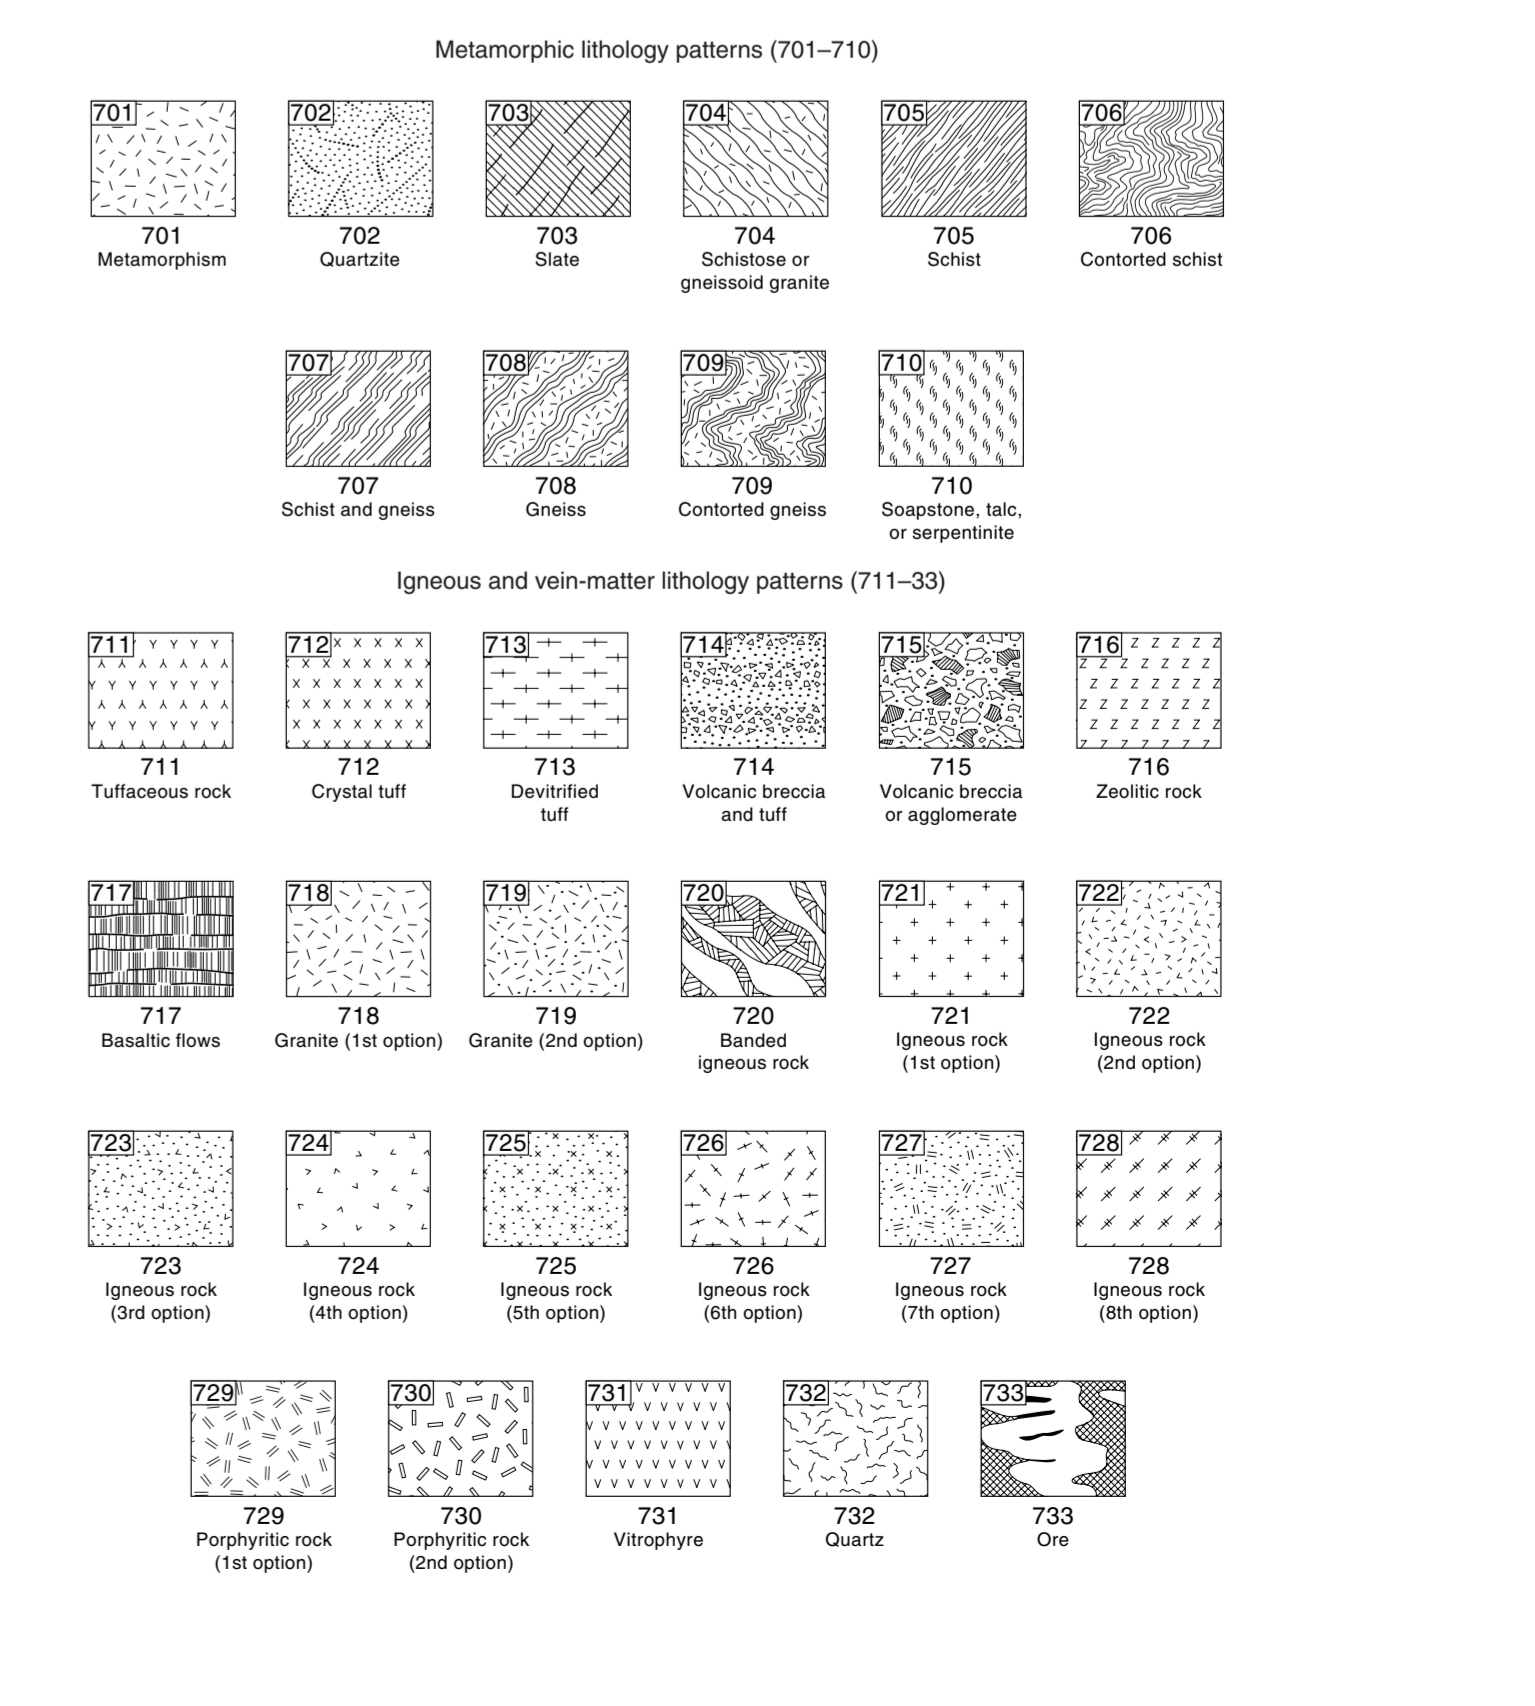 Metamorphic lithology patterns (701–710)
701 702 703 704 705 706
701 702 703 704 705 706
Metamorphism Quartzite Slate Schistose or Schist Contorted schist
gneissoid granite
707 708 709 710
707 708 709 710
Schist and gneiss Gneiss Contorted gneiss Soapstone, talc,
or serpentinite
Igneous and vein-matter lithology patterns (711–33)
711 712 713 714 715 716
711 712 713 714 715 716
Tuffaceous rock Crystal tuff Devitrified Volcanic breccia Volcanic breccia Zeolitic rock
tuff and tuff or agglomerate
717 718 719 720 721 722
717 718 719 720 721 722
Basaltic flows Granite (1st option) Granite (2nd option) Banded Igneous rock Igneous rock
igneous rock (1st option) (2nd option)
723 724 725 726 727 728
723 724 725 726 727 728
Igneous rock Igneous rock Igneous rock Igneous rock Igneous rock Igneous rock
(3rd option) (4th option) (5th option) (6th option) (7th option) (8th option)
729 730 731 732 733
729 730 731 732 733
Porphyritic rock Porphyritic rock Vitrophyre Quartz Ore
(1st option) (2nd option)